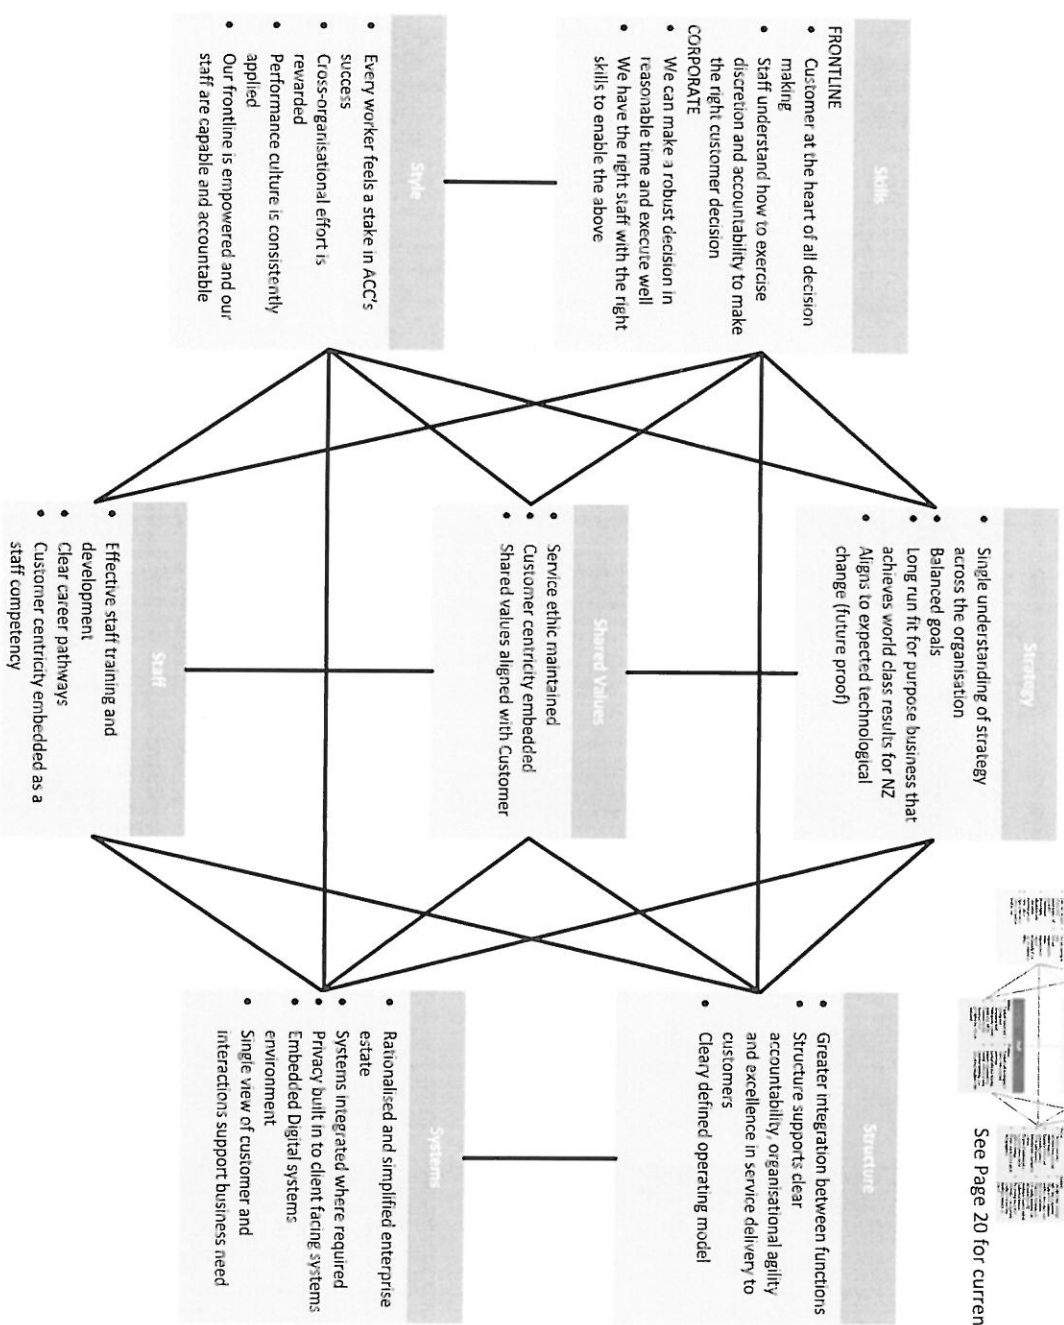 See Page 20 for curren
Strategy
• Single understanding of strategy
across the organisation
• Balanced goals
• Long run fit for purpose business that
achieves world class results for NZ
• Aligns to expected technological
change (future proof)
Skills
FRONTLINE
• Customer at the heart of all decision
making
• Staff understand how to exercise
discretion and accountability to make
the right customer decision
CORPORATE
• We can make a robust decision in
reasonable time and execute well
• We have the right staff with the right
skills to enable the above
Structure
• Greater integration between functions
• Structure supports clear
accountability, organisational agility
and excellence in service delivery to
customers
• Cleary defined operating model
Shared Values
• Service ethic maintained
• Customer centricity embedded
• Shared values aligned with Customer
Style
• Every worker feels a stake in ACC's
success
• Cross-organisational effort is
rewarded
• Performance culture is consistently
applied
• Our frontline is empowered and our
staff are capable and accountable
Systems
• Rationalised and simplified enterprise
estate
• Systems integrated where required
• Privacy built in to client facing systems
• Embedded Digital systems
environment
• Single view of customer and
interactions support business need
Staff
• Effective staff training and
development
• Clear career pathways
• Customer centricity embedded as a
staff competency